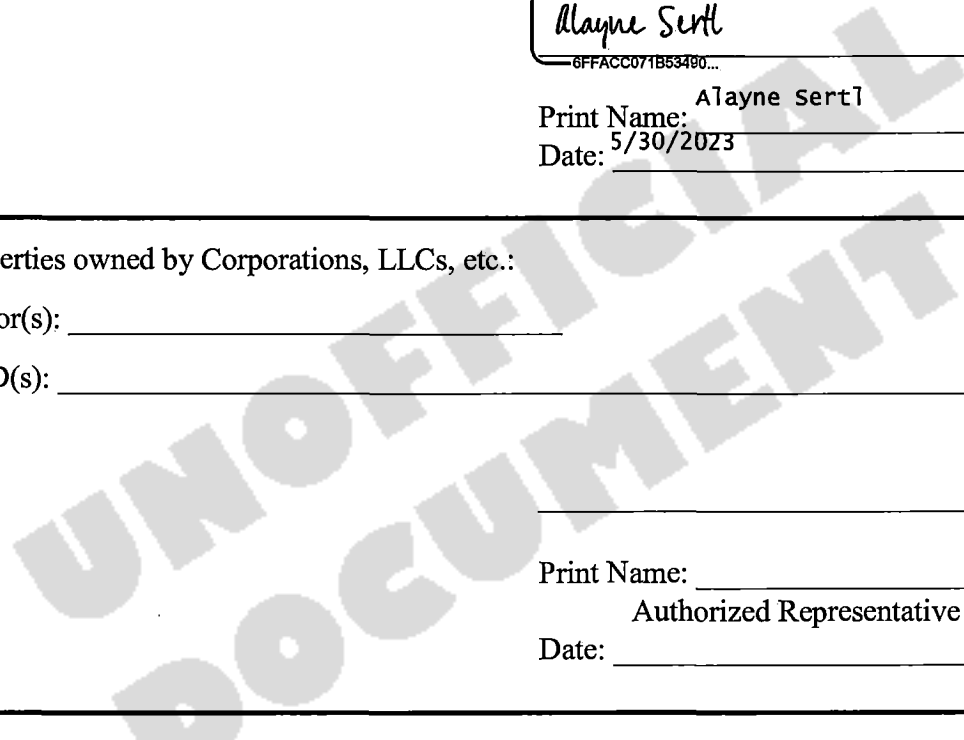 Alayne Sertl
6FFACC071B53490...
Print Name: Alayne Sertl
Date: 5/30/2023
erties owned by Corporations, LLCs, etc.:
or(s):
D(s):
Print Name:
Authorized Representative
Date:
UNOFFICIAL
DOCUMENT